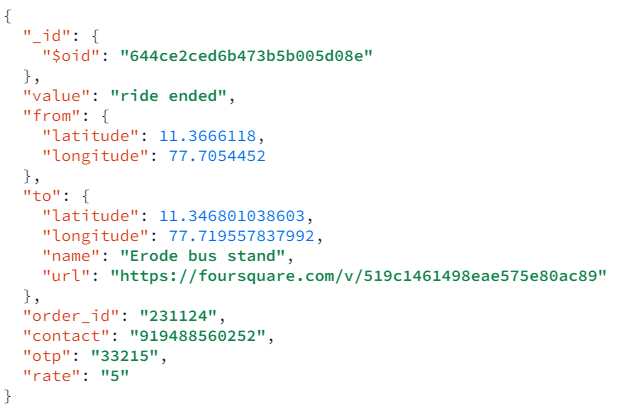 {
  "_id": {
    "$oid": "644ce2ced6b473b5b005d08e"
  },
  "value": "ride ended",
  "from": {
    "latitude": 11.3666118,
    "longitude": 77.7054452
  },
  "to": {
    "latitude": 11.346801038603,
    "longitude": 77.719557837992,
    "name": "Erode bus stand",
    "url": "https://foursquare.com/v/519c1461498eae575e80ac89"
  },
  "order_id": "231124",
  "contact": "919488560252",
  "otp": "33215",
  "rate": "5"
}